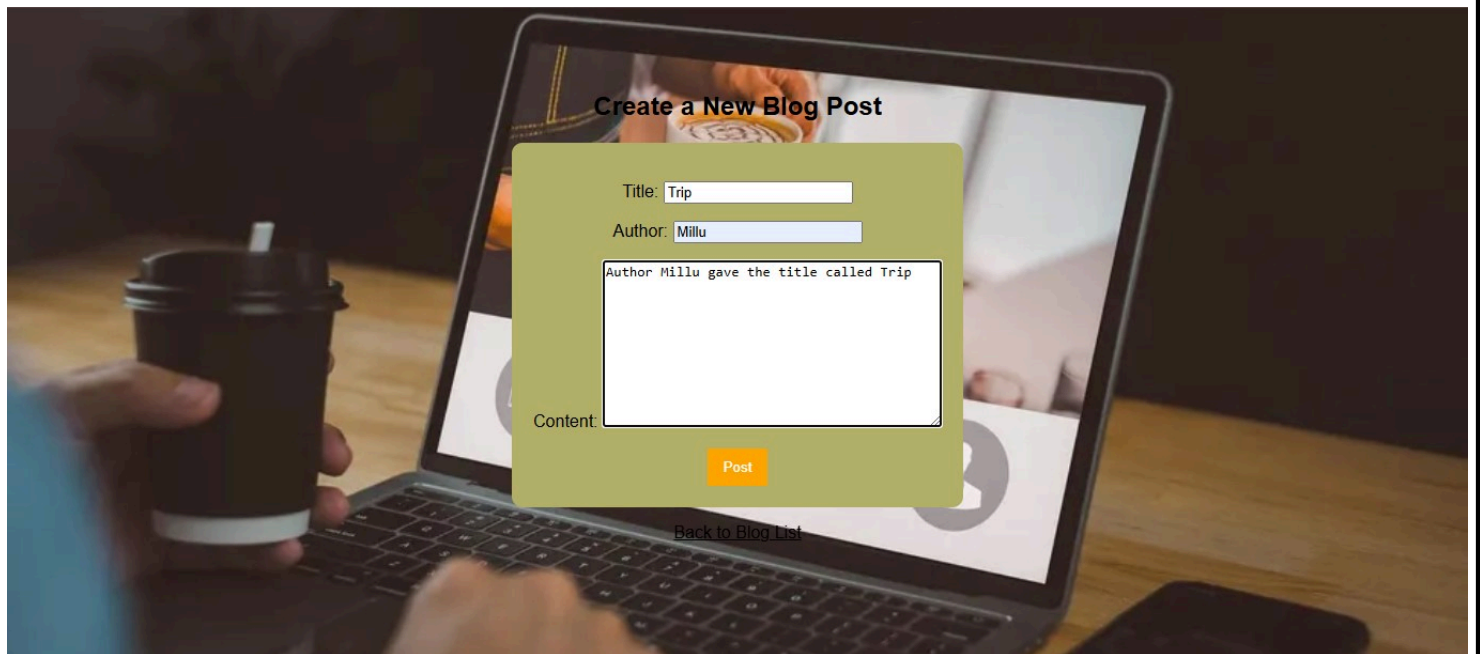 Create a New Blog Post
Title: Trip
Author: Millu
Author Millu gave the title called Trip
Content:
Post
Back to Blog List